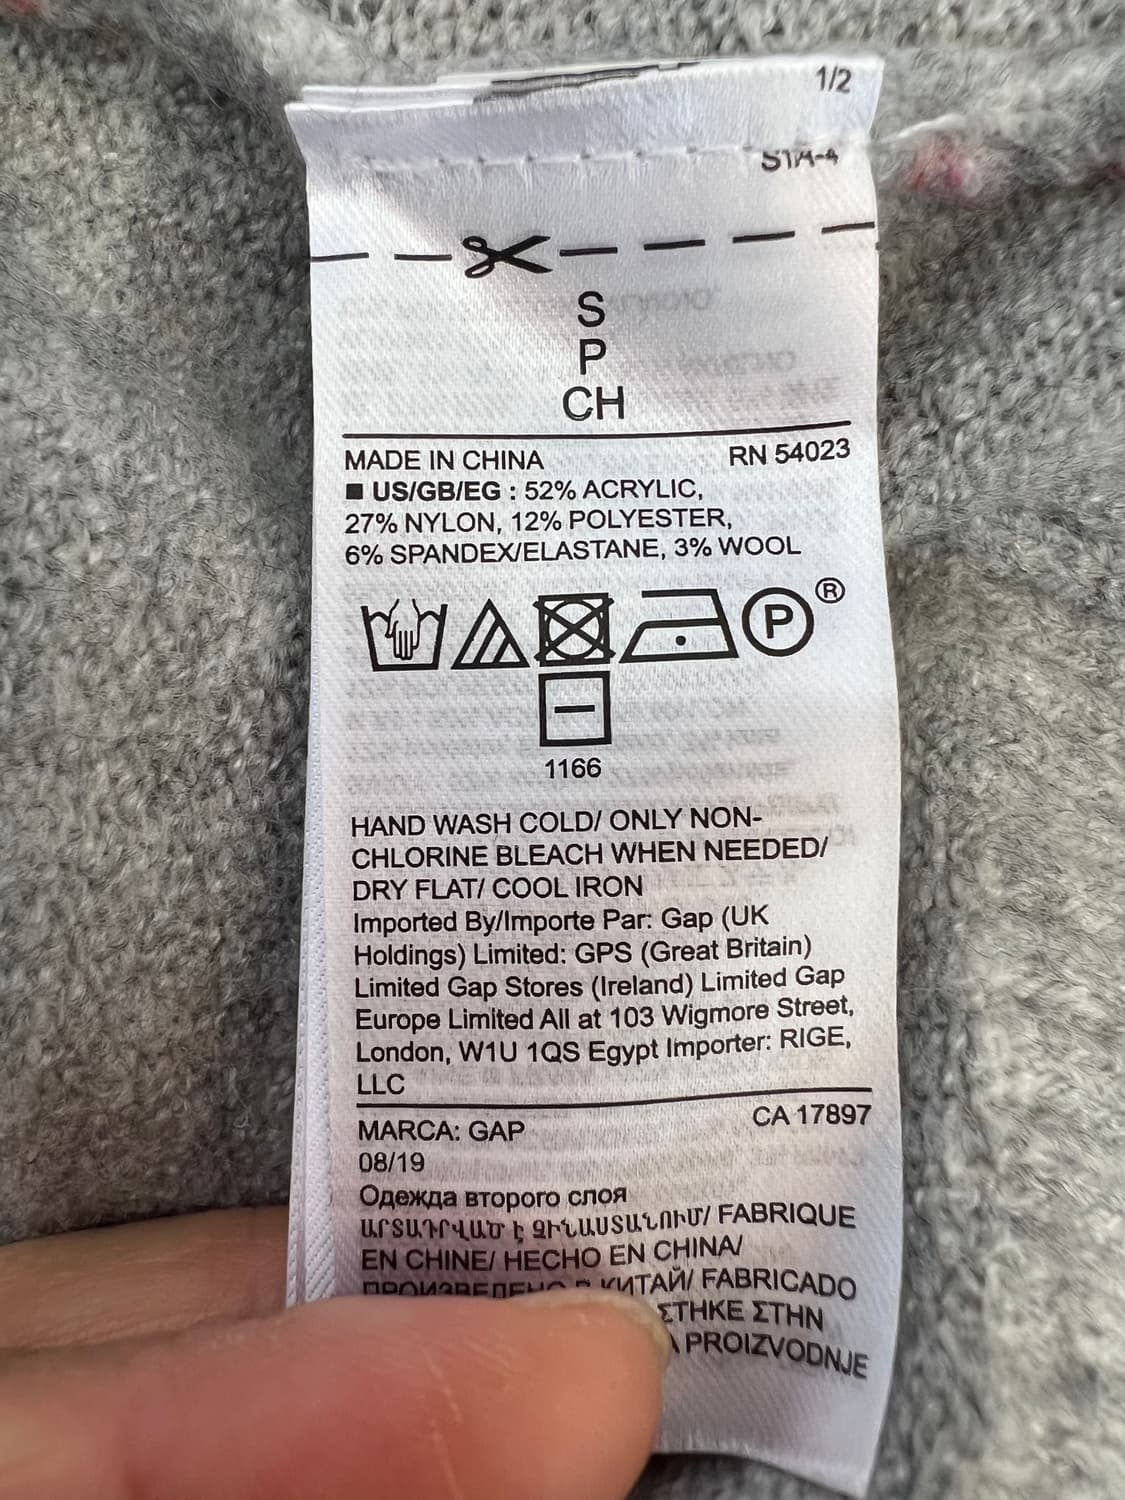 1/2
S
P
CH
MADE IN CHINA RN 54023
■ US/GB/EG : 52% ACRYLIC,
27% NYLON, 12% POLYESTER,
6% SPANDEX/ELASTANE, 3% WOOL
P ®
1166
HAND WASH COLD/ ONLY NON-
CHLORINE BLEACH WHEN NEEDED/
DRY FLAT/ COOL IRON
Imported By/Importe Par: Gap (UK
Holdings) Limited: GPS (Great Britain)
Limited Gap Stores (Ireland) Limited Gap
Europe Limited All at 103 Wigmore Street,
London, W1U 1QS Egypt Importer: RIGE,
LLC
MARCA: GAP CA 17897
08/19
Одежда второго слоя
ԱՐՏԱԴՐՎԱԾ Է ՉԻՆԱՍՏԱՆՈՒՄ/ FABRIQUE
EN CHINE/ HECHO EN CHINA/
ПРОИЗВЕДЕНО В КИТАЙ/ FABRICADO
ΣΤΗΚΕ ΣΤΗΝ
PROIZVODNJE